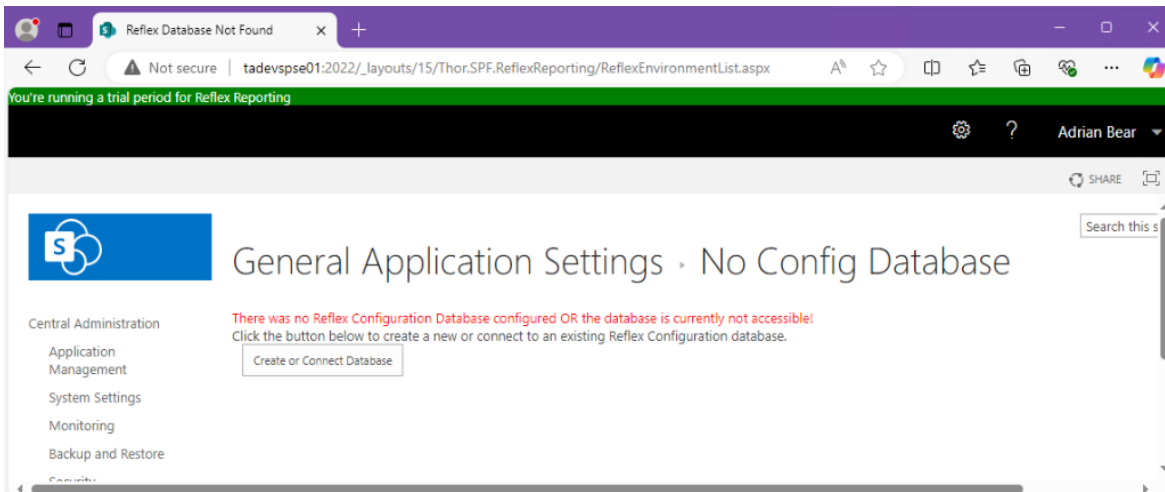 Reflex Database Not Found
Not secure | tadevspse01:2022/_layouts/15/Thor.SPF.ReflexReporting/ReflexEnvironmentList.aspx
You're running a trial period for Reflex Reporting
? Adrian Bear
SHARE
Search this s
S
General Application Settings › No Config Database
There was no Reflex Configuration Database configured OR the database is currently not accessible!
Click the button below to create a new or connect to an existing Reflex Configuration database.
Create or Connect Database
Central Administration
Application
Management
System Settings
Monitoring
Backup and Restore
Security